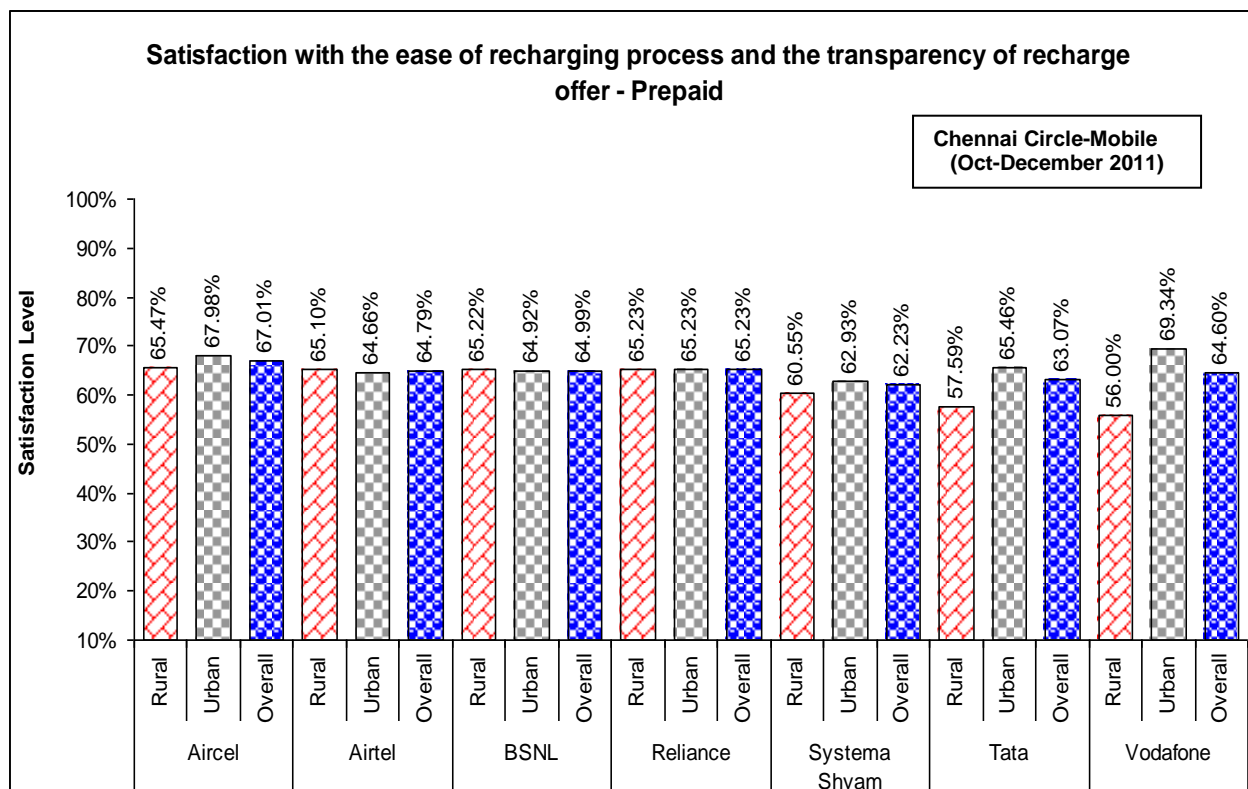 Satisfaction with the ease of recharging process and the transparency of recharge
offer - Prepaid
Chennai Circle-Mobile
(Oct-December 2011)
Satisfaction Level
100%
90%
80%
70%
60%
50%
40%
30%
20%
10%
65.47%
67.98%
67.01%
65.10%
64.66%
64.79%
65.22%
64.92%
64.99%
65.23%
65.23%
65.23%
60.55%
62.93%
62.23%
57.59%
65.46%
63.07%
56.00%
69.34%
64.60%
Rural
Urban
Overall
Rural
Urban
Overall
Rural
Urban
Overall
Rural
Urban
Overall
Rural
Urban
Overall
Rural
Urban
Overall
Rural
Urban
Overall
Aircel
Airtel
BSNL
Reliance
Systema
Shyam
Tata
Vodafone